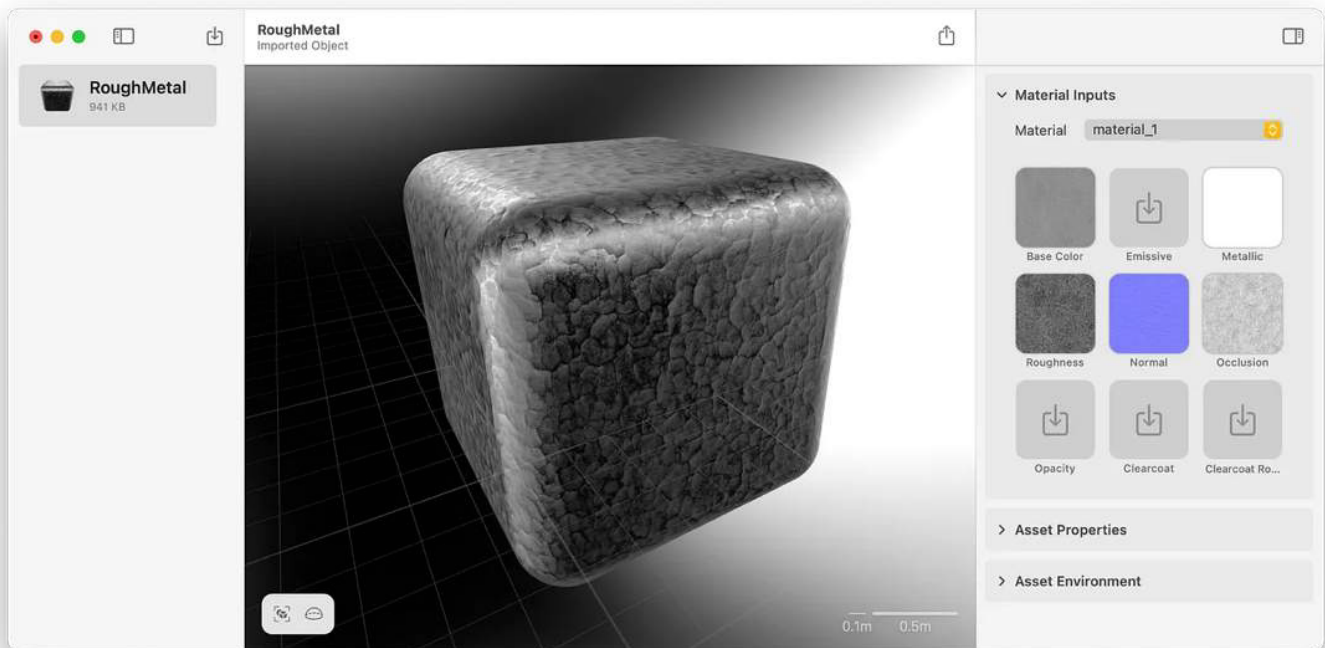 RoughMetal
941 KB
RoughMetal
Imported Object
0.1m 0.5m
Material Inputs
Material material_1
Base Color Emissive Metallic
Roughness Normal Occlusion
Opacity Clearcoat Clearcoat Ro...
Asset Properties
Asset Environment